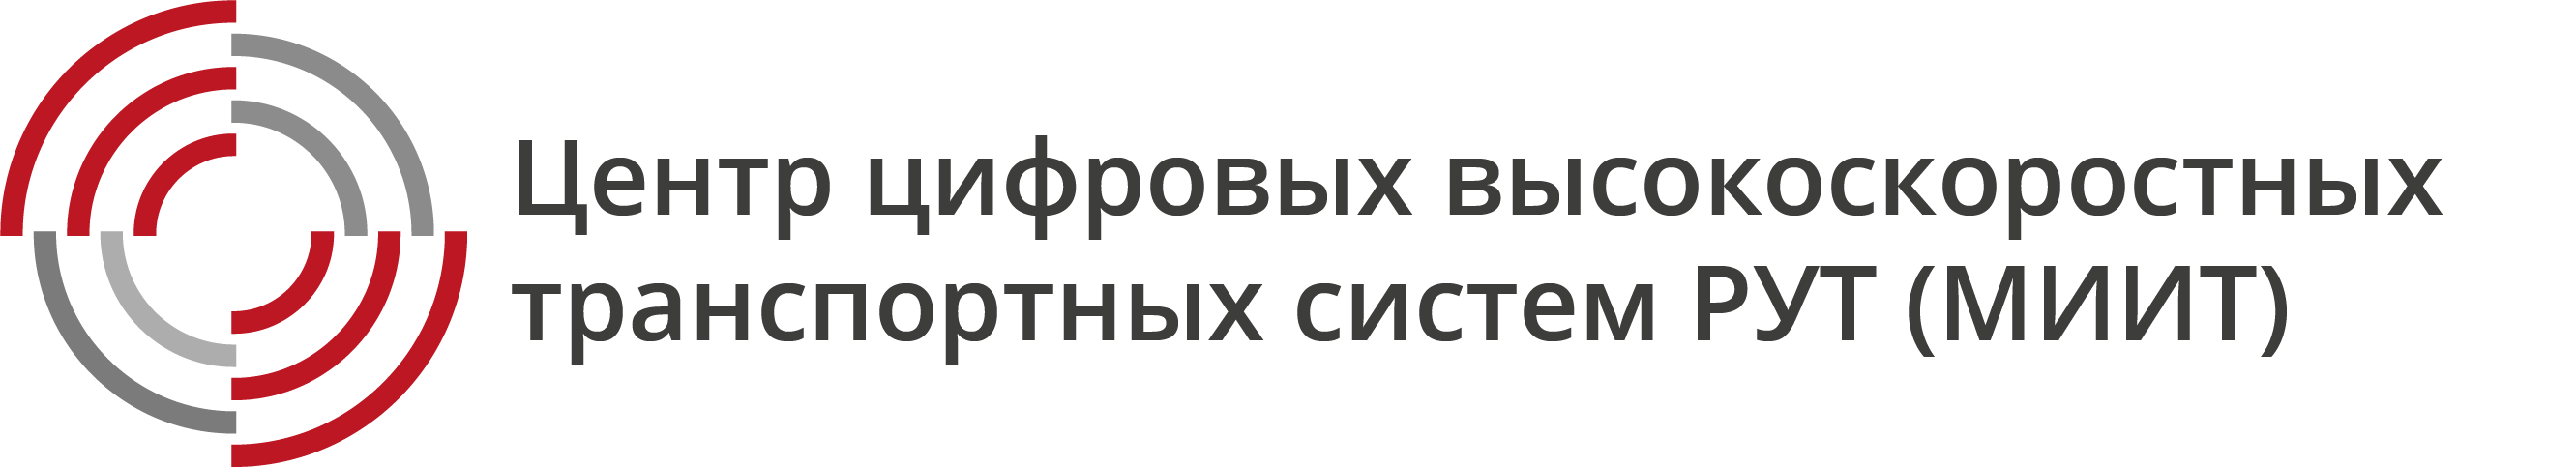 Центр цифровых высокоскоростных
транспортных систем РУТ (МИИТ)